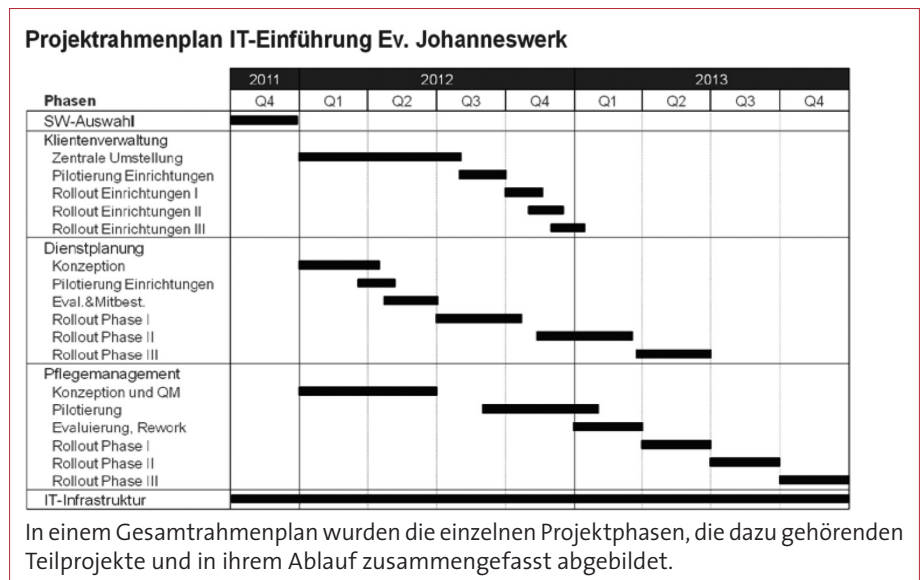 Projektrahmenplan IT-Einführung Ev. Johanneswerk
2011 2012 2013
Phasen Q4 Q1 Q2 Q3 Q4 Q1 Q2 Q3 Q4
SW-Auswahl
Klientenverwaltung
Zentrale Umstellung
Pilotierung Einrichtungen
Rollout Einrichtungen I
Rollout Einrichtungen II
Rollout Einrichtungen III
Dienstplanung
Konzeption
Pilotierung Einrichtungen
Eval.&Mitbest.
Rollout Phase I
Rollout Phase II
Rollout Phase III
Pflegemanagement
Konzeption und QM
Pilotierung
Evaluierung, Rework
Rollout Phase I
Rollout Phase II
Rollout Phase III
IT-Infrastruktur
In einem Gesamtrahmenplan wurden die einzelnen Projektphasen, die dazu gehörenden
Teilprojekte und in ihrem Ablauf zusammengefasst abgebildet.